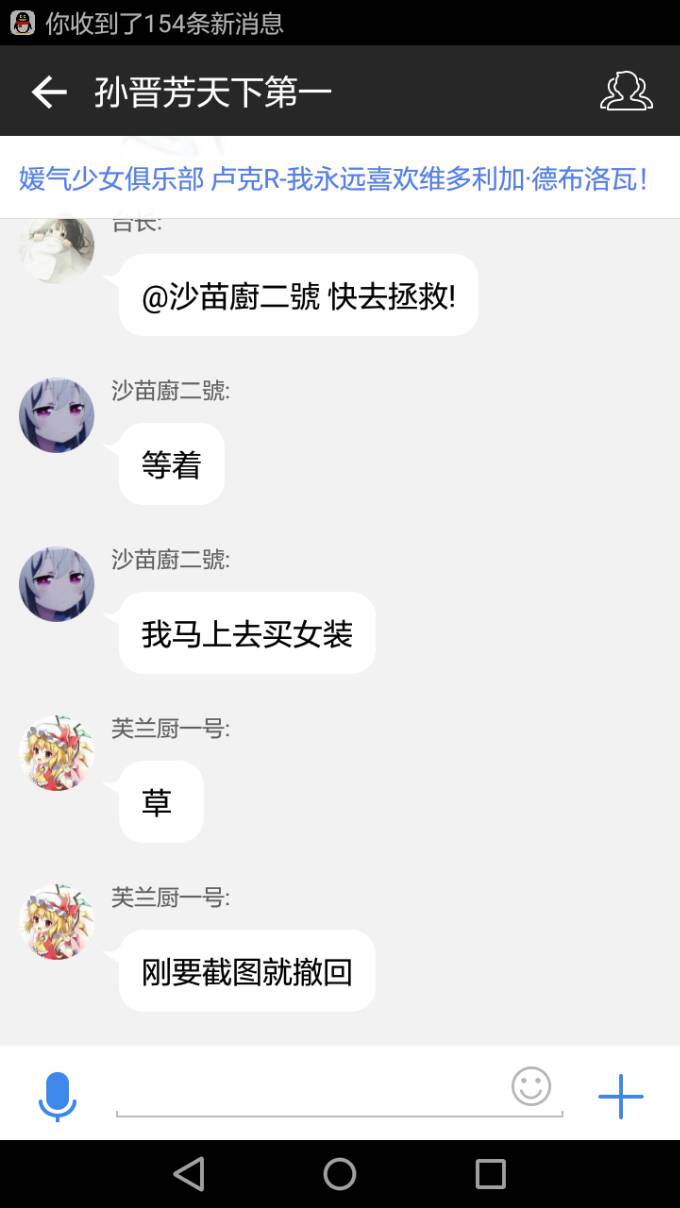 你收到了154条新消息
孙晋芳天下第一
媛气少女俱乐部 卢克R-我永远喜欢维多利加·德布洛瓦!
台长:
@沙苗廚二號 快去拯救!
沙苗廚二號:
等着
沙苗廚二號:
我马上去买女装
芙兰厨一号:
草
芙兰厨一号:
刚要截图就撤回